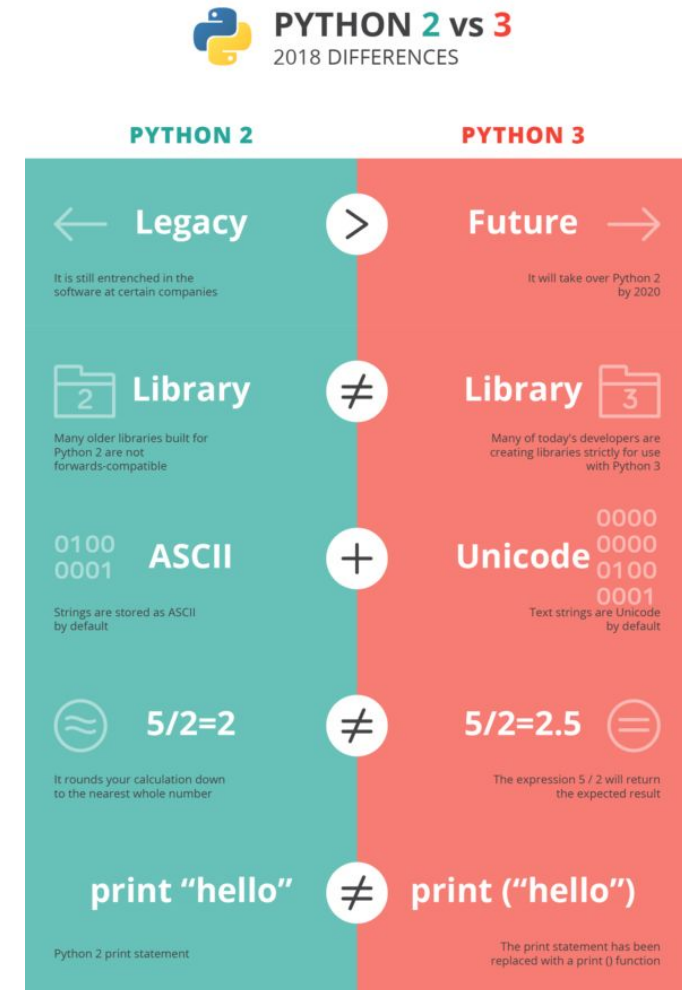 PYTHON 2 vs 3
2018 DIFFERENCES
PYTHON 2
PYTHON 3
Legacy
>
Future
It is still entrenched in the
software at certain companies
It will take over Python 2
by 2020
2
Library
≠
Library
3
Many older libraries built for
Python 2 are not
forwards-compatible
Many of today's developers are
creating libraries strictly for use
with Python 3
0100
0001
ASCII
+
Unicode
0000
0000
0100
0001
Strings are stored as ASCII
by default
Text strings are Unicode
by default
5/2=2
≠
5/2=2.5
It rounds your calculation down
to the nearest whole number
The expression 5 / 2 will return
the expected result
print “hello”
≠
print (“hello”)
Python 2 print statement
The print statement has been
replaced with a print () function